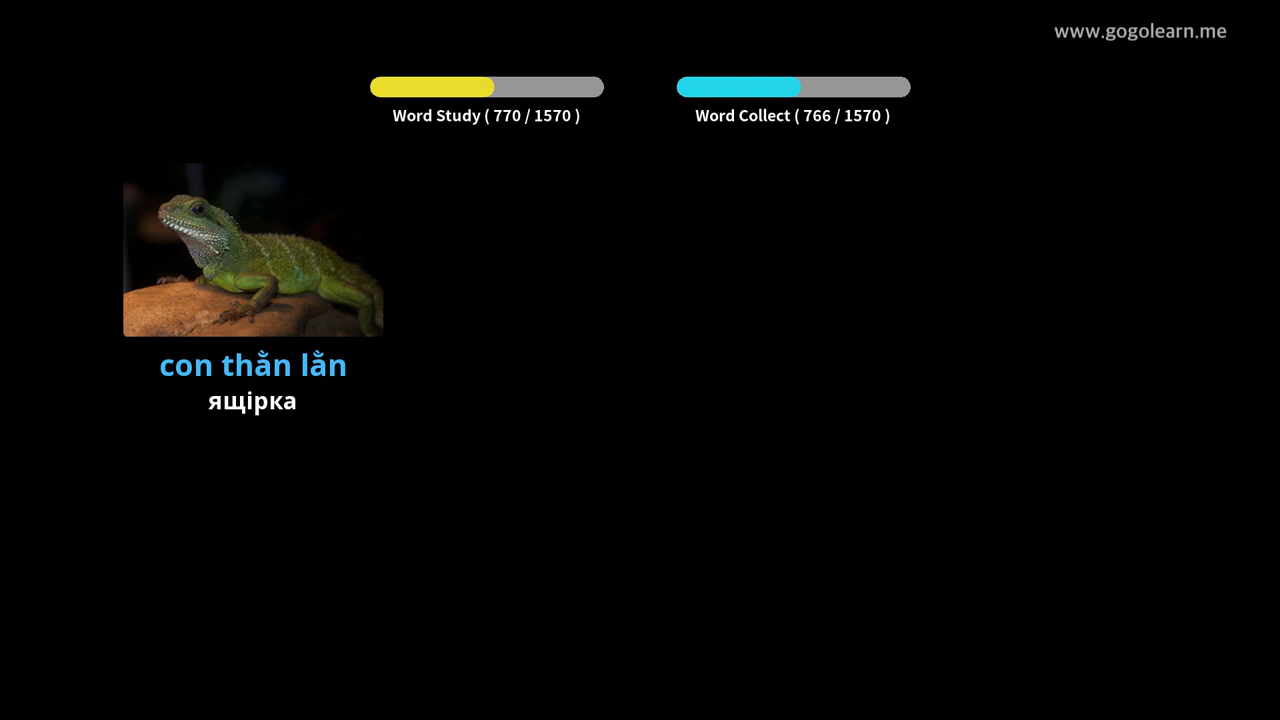 www.gogolearn.me
Word Study ( 770 / 1570 )
Word Collect ( 766 / 1570 )
con thằn lằn
ящірка